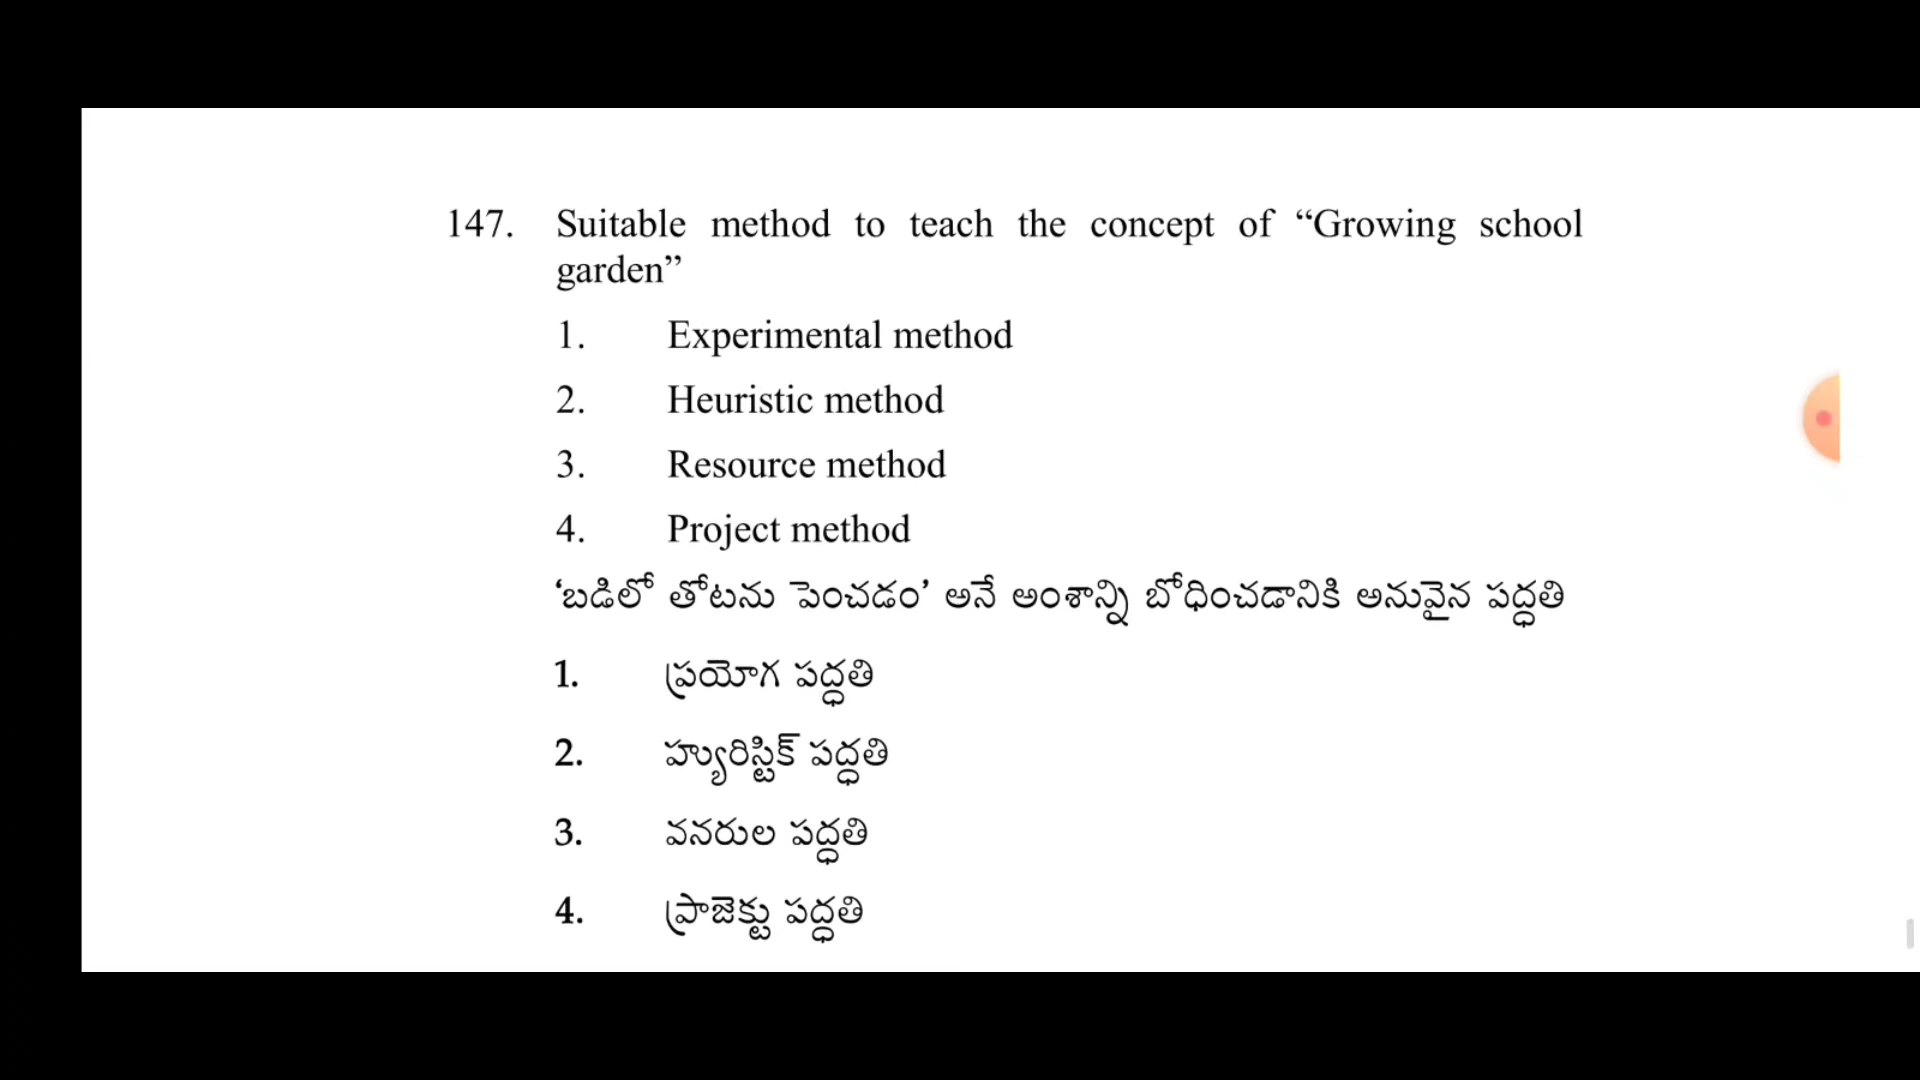 147. Suitable method to teach the concept of “Growing school
garden”
1. Experimental method
2. Heuristic method
3. Resource method
4. Project method
‘బడిలో తోటను పెంచడం’ అనే అంశాన్ని బోధించడానికి అనువైన పద్ధతి
1. ప్రయోగ పద్ధతి
2. హ్యురిస్టిక్ పద్ధతి
3. వనరుల పద్ధతి
4. ప్రాజెక్టు పద్ధతి